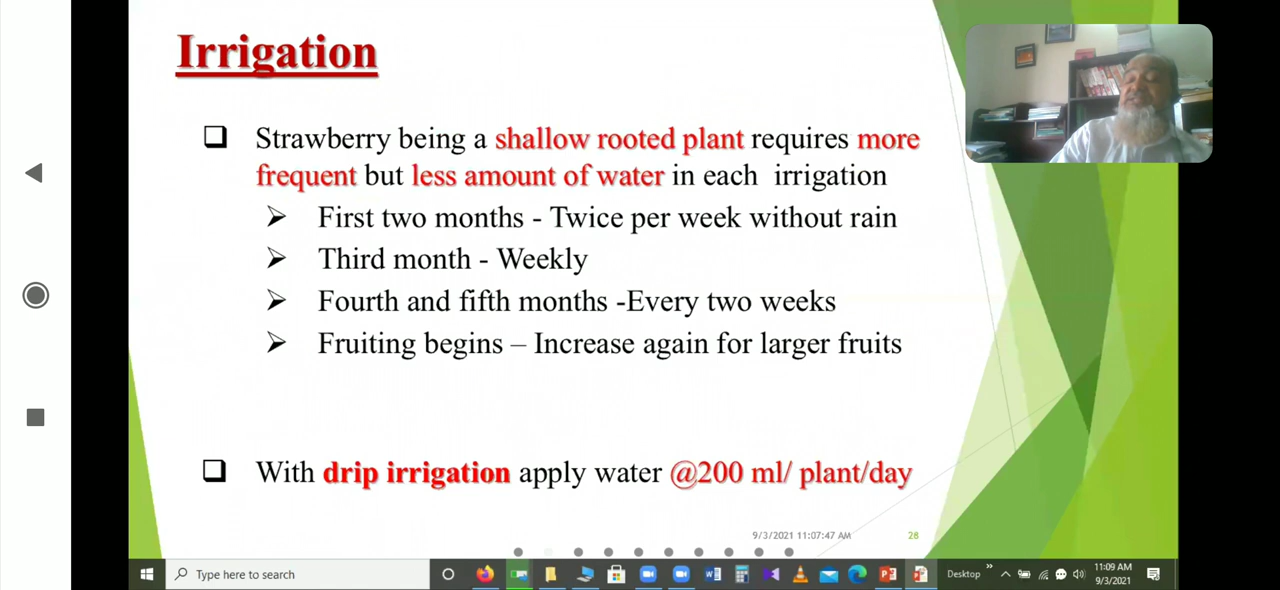 Irrigation
Strawberry being a shallow rooted plant requires more
frequent but less amount of water in each irrigation
First two months - Twice per week without rain
Third month - Weekly
Fourth and fifth months -Every two weeks
Fruiting begins – Increase again for larger fruits
With drip irrigation apply water @200 ml/ plant/day
9/3/2021 11:07:47 AM 28
Type here to search
Desktop
11:09 AM
9/3/2021